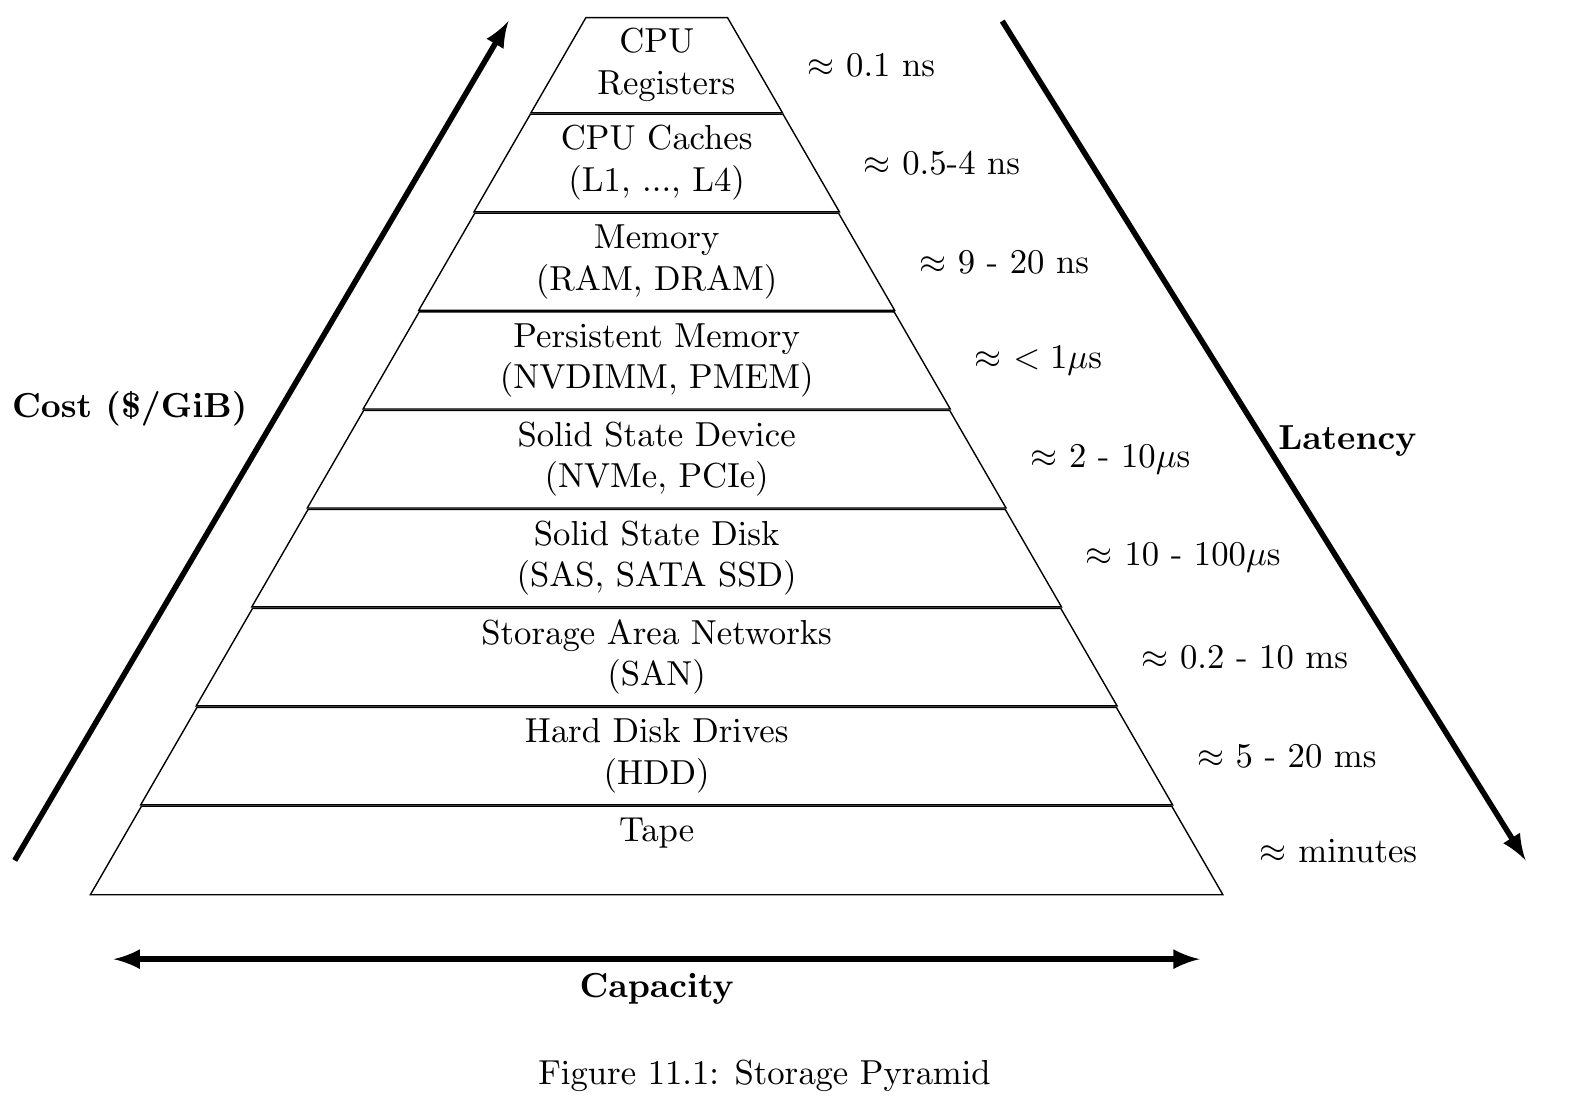 CPU
Registers
≈ 0.1 ns
CPU Caches
(L1, ..., L4)
≈ 0.5-4 ns
Memory
(RAM, DRAM)
≈ 9 - 20 ns
Persistent Memory
(NVDIMM, PMEM)
≈ < 1μs
Cost ($/GiB)
Solid State Device
(NVMe, PCIe)
≈ 2 - 10μs
Latency
Solid State Disk
(SAS, SATA SSD)
≈ 10 - 100μs
Storage Area Networks
(SAN)
≈ 0.2 - 10 ms
Hard Disk Drives
(HDD)
≈ 5 - 20 ms
Tape
≈ minutes
Capacity
Figure 11.1: Storage Pyramid